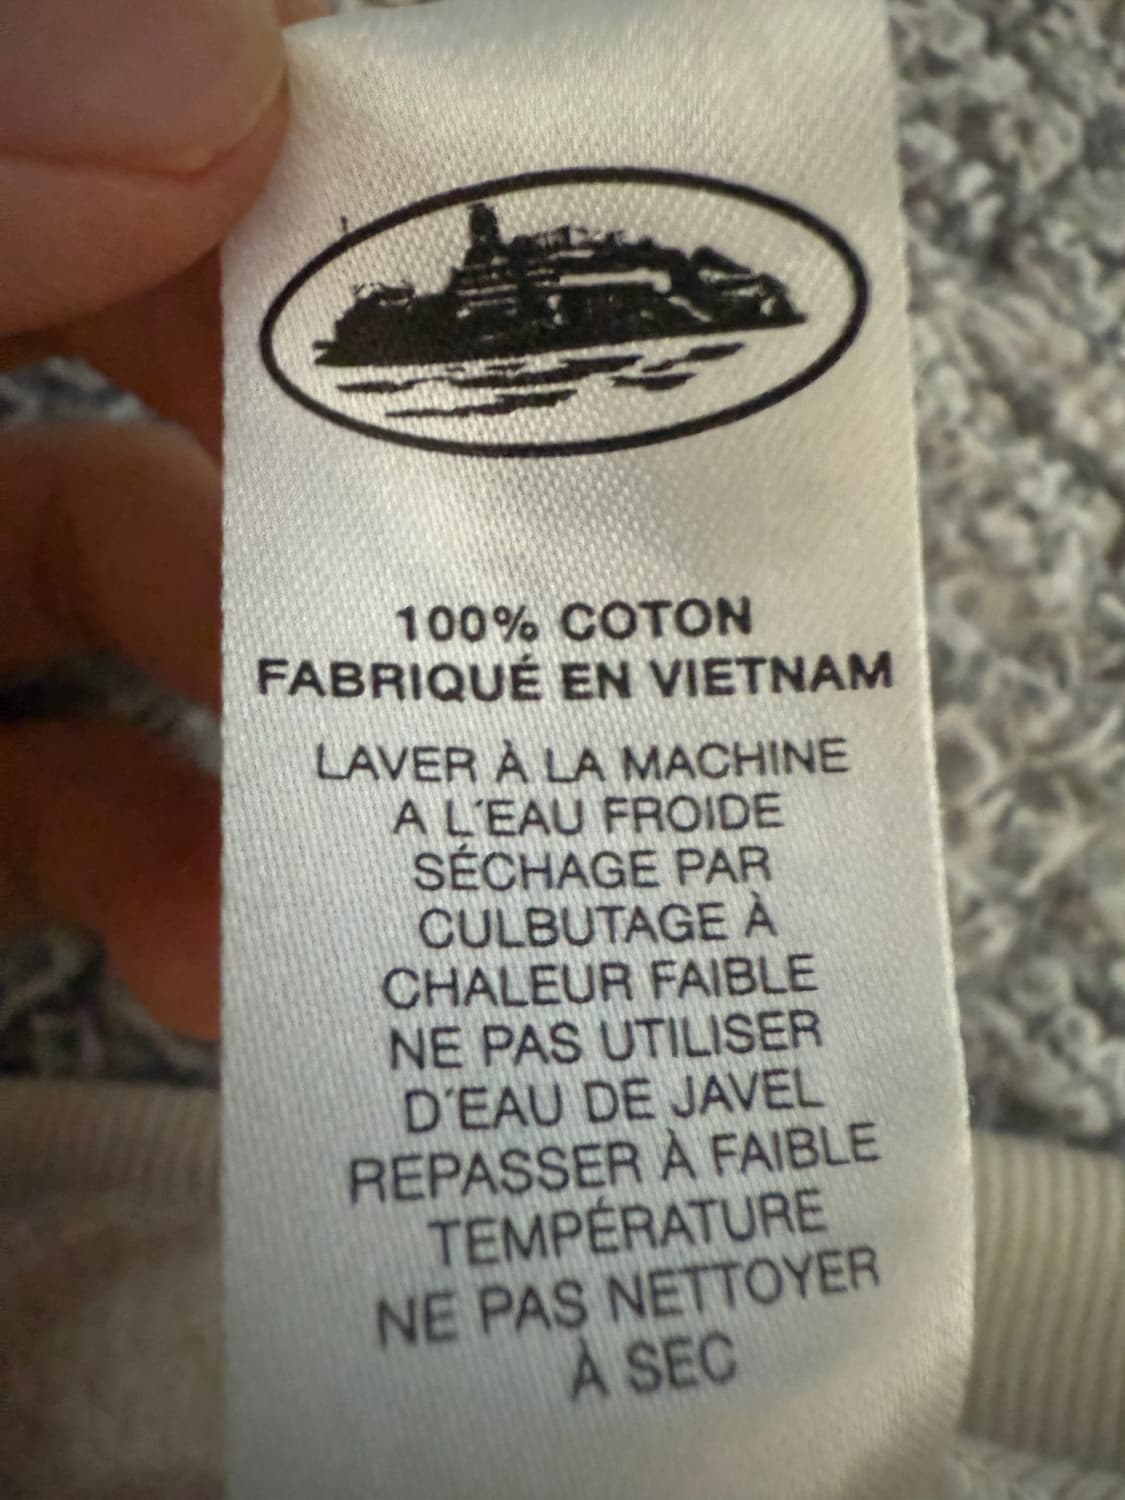 100% COTON
FABRIQUÉ EN VIETNAM
LAVER À LA MACHINE
A L'EAU FROIDE
SÉCHAGE PAR
CULBUTAGE À
CHALEUR FAIBLE
NE PAS UTILISER
D'EAU DE JAVEL
REPASSER À FAIBLE
TEMPÉRATURE
NE PAS NETTOYER
À SEC